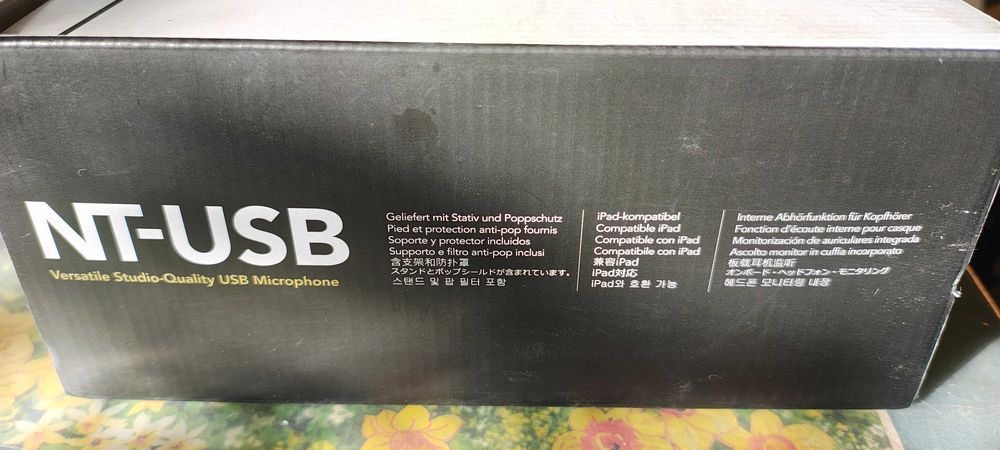 NT-USB
Versatile Studio-Quality USB Microphone
Geliefert mit Stativ und Poppschutz
Pied et protection anti-pop fournis
Soporte y protector incluidos
Supporto e filtro anti-pop inclusi
含支架和防扑罩
スタンドとポップシールドが含まれています。
스탠드 및 팝 필터 포함
iPad-kompatibel
Compatible iPad
Compatible con iPad
Compatibile con iPad
兼容iPad
iPad対応
iPad와 호환 가능
Interne Abhörfunktion für Kopfhörer
Fonction d'écoute interne pour casque
Monitorización de auriculares integrada
Ascolto monitor in cuffia incorporato
板载耳机监听
オンボード・ヘッドフォン・モニタリング
헤드폰 모니터링 내장